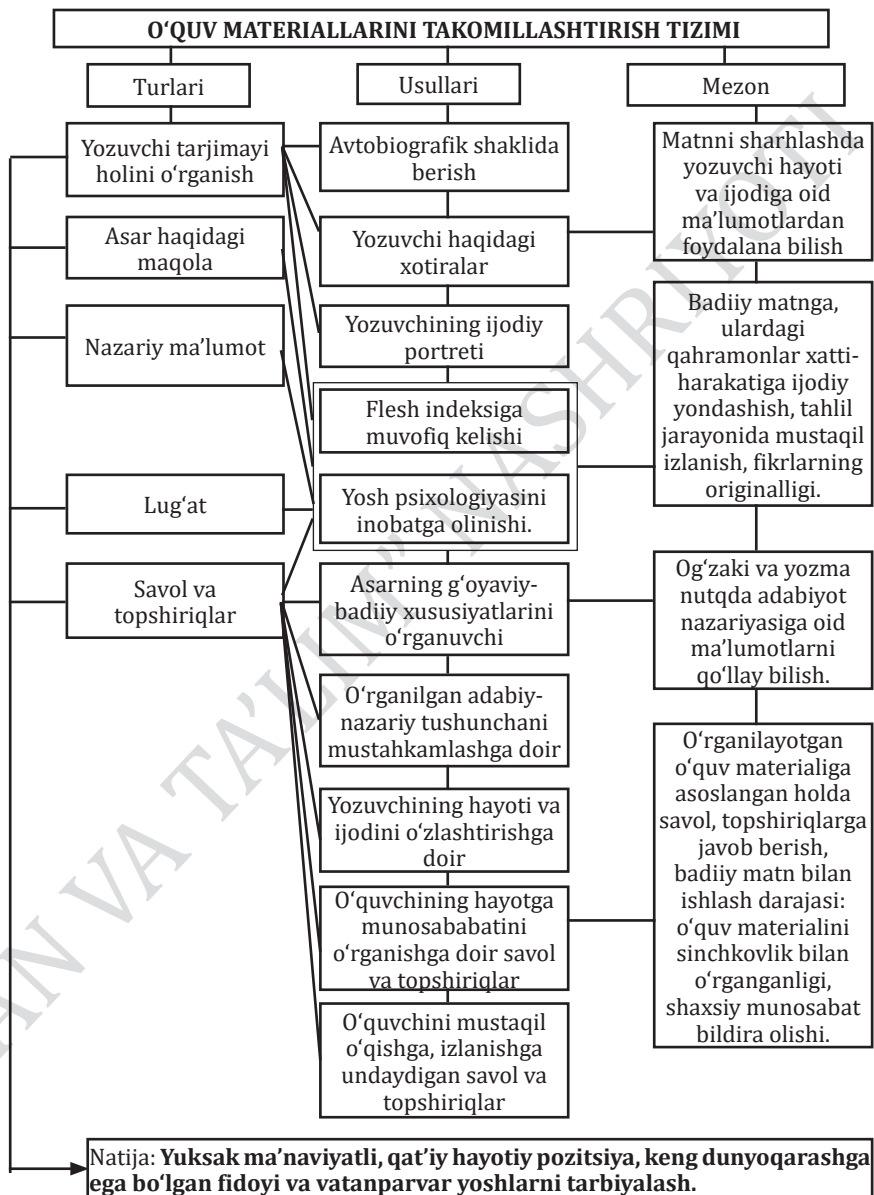 O‘QUV MATERIALLARINI TAKOMILLASHTIRISH TIZIMI
Turlari
Usullari
Mezon
Yozuvchi tarjimayi
holini o‘rganish
Asar haqidagi
maqola
Nazariy ma’lumot
Lug‘at
Savol va
topshiriqlar
Avtobiografik shaklida
berish
Yozuvchi haqidagi
xotiralar
Yozuvchining ijodiy
portreti
Flesh indeksiga
muvofiq kelishi
Yosh psixologiyasini
inobatga olinishi.
Asarning g‘oyaviy-
badiiy xususiyatlarini
o‘rganuvchi
O‘rganilgan adabiy-
nazariy tushunchani
mustahkamlashga doir
Yozuvchining hayoti va
ijodini o‘zlashtirishga
doir
O‘quvchining hayotga
munosababatini
o‘rganishga doir savol
va topshiriqlar
O‘quvchini mustaqil
o‘qishga, izlanishga
undaydigan savol va
topshiriqlar
Matnni sharhlashda
yozuvchi hayoti
va ijodiga oid
ma’lumotlardan
foydalana bilish
Badiiy matnga,
ulardagi
qahramonlar xatti-
harakatiga ijodiy
yondashish, tahlil
jarayonida mustaqil
izlanish, fikrlarning
originalligi.
Og‘zaki va yozma
nutqda adabiyot
nazariyasiga oid
ma’lumotlarni
qo‘llay bilish.
O‘rganilayotgan
o‘quv materialiga
asoslangan holda
savol, topshiriqlarga
javob berish,
badiiy matn bilan
ishlash darajasi:
o‘quv materialini
sinchkovlik bilan
o‘rganganligi,
shaxsiy munosabat
bildira olishi.
Natija: Yuksak ma’naviyatli, qat’iy hayotiy pozitsiya, keng dunyoqarashga
ega bo‘lgan fidoyi va vatanparvar yoshlarni tarbiyalash.
AN VA TA’LIM” NASHRIYOTI